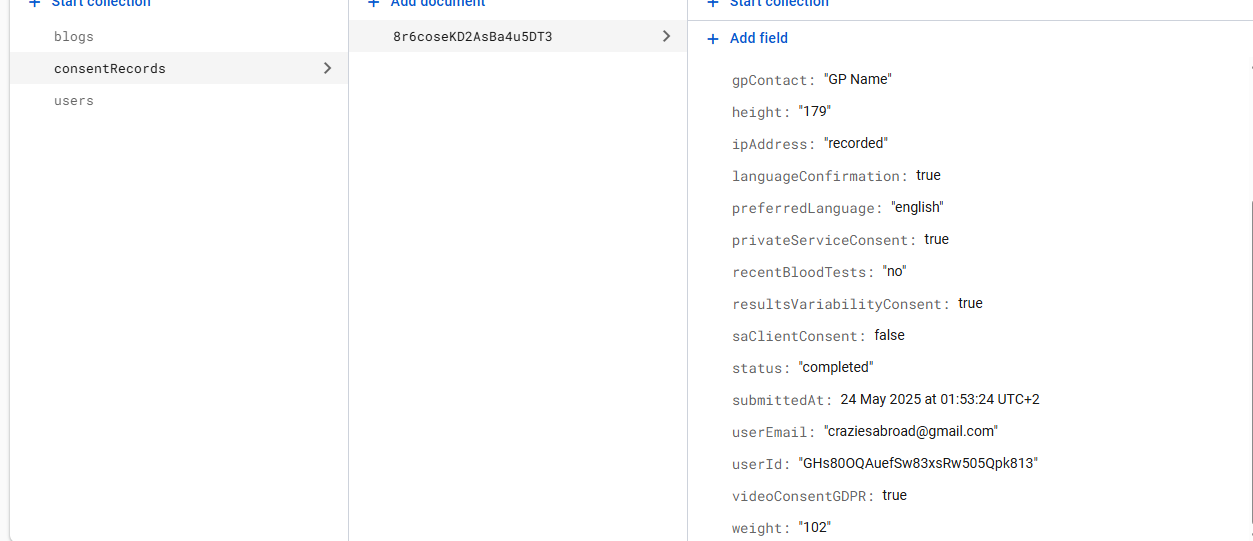 + Start collection
blogs
consentRecords
users
+ Add document
8r6coseKD2AsBa4u5DT3
+ Start collection
+ Add field
gpContact: "GP Name"
height: "179"
ipAddress: "recorded"
languageConfirmation: true
preferredLanguage: "english"
privateServiceConsent: true
recentBloodTests: "no"
resultsVariabilityConsent: true
saClientConsent: false
status: "completed"
submittedAt: 24 May 2025 at 01:53:24 UTC+2
userEmail: "craziesabroad@gmail.com"
userId: "GHs80OQAuefSw83xsRw505Qpk813"
videoConsentGDPR: true
weight: "102"